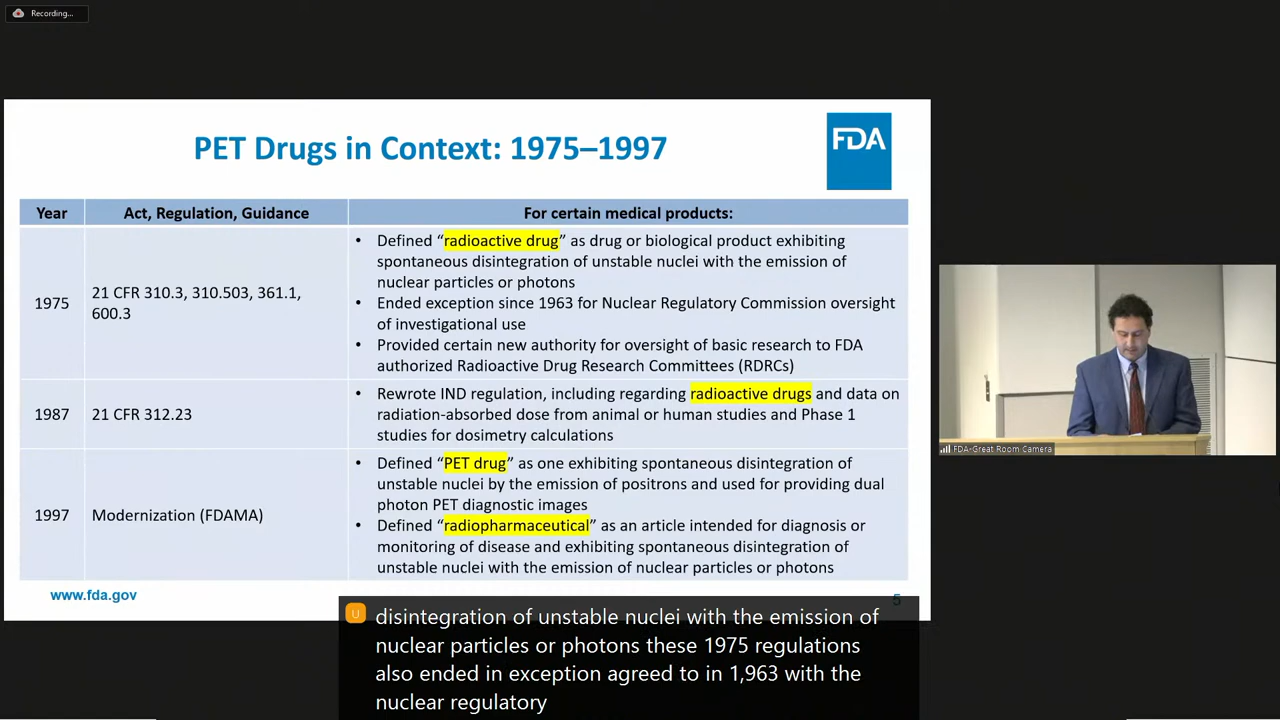 Recording...
PET Drugs in Context: 1975–1997
FDA
Year
Act, Regulation, Guidance
For certain medical products:
1975
21 CFR 310.3, 310.503, 361.1,
600.3
• Defined “radioactive drug” as drug or biological product exhibiting
spontaneous disintegration of unstable nuclei with the emission of
nuclear particles or photons
• Ended exception since 1963 for Nuclear Regulatory Commission oversight
of investigational use
• Provided certain new authority for oversight of basic research to FDA
authorized Radioactive Drug Research Committees (RDRCs)
1987
21 CFR 312.23
• Rewrote IND regulation, including regarding radioactive drugs and data on
radiation-absorbed dose from animal or human studies and Phase 1
studies for dosimetry calculations
1997
Modernization (FDAMA)
• Defined “PET drug” as one exhibiting spontaneous disintegration of
unstable nuclei by the emission of positrons and used for providing dual
photon PET diagnostic images
• Defined “radiopharmaceutical” as an article intended for diagnosis or
monitoring of disease and exhibiting spontaneous disintegration of
unstable nuclei with the emission of nuclear particles or photons
www.fda.gov
5
FDA-Great Room Camera
U
disintegration of unstable nuclei with the emission of
nuclear particles or photons these 1975 regulations
also ended in exception agreed to in 1,963 with the
nuclear regulatory